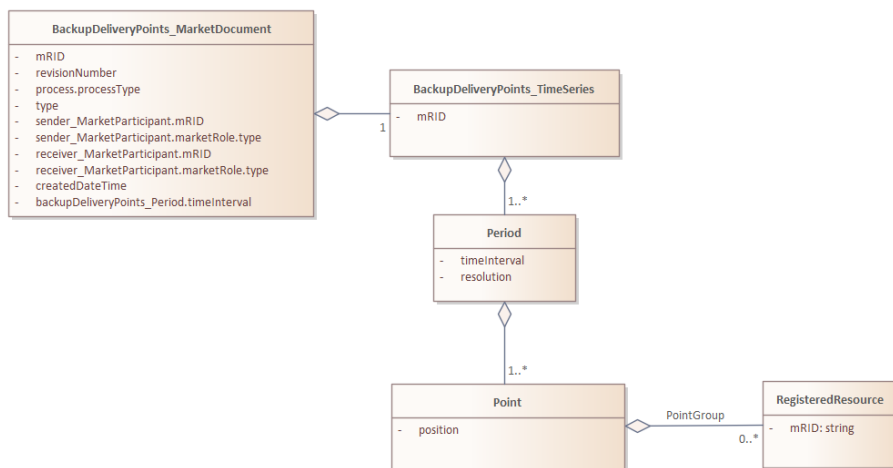 BackupDeliveryPoints_MarketDocument
- mRID
- revisionNumber
- process.processType
- type
- sender_MarketParticipant.mRID
- sender_MarketParticipant.marketRole.type
- receiver_MarketParticipant.mRID
- receiver_MarketParticipant.marketRole.type
- createdDateTime
- backupDeliveryPoints_Period.timeInterval
1
BackupDeliveryPoints_TimeSeries
- mRID
1..*
Period
- timeInterval
- resolution
1..*
Point
- position
PointGroup
0..*
RegisteredResource
- mRID: string